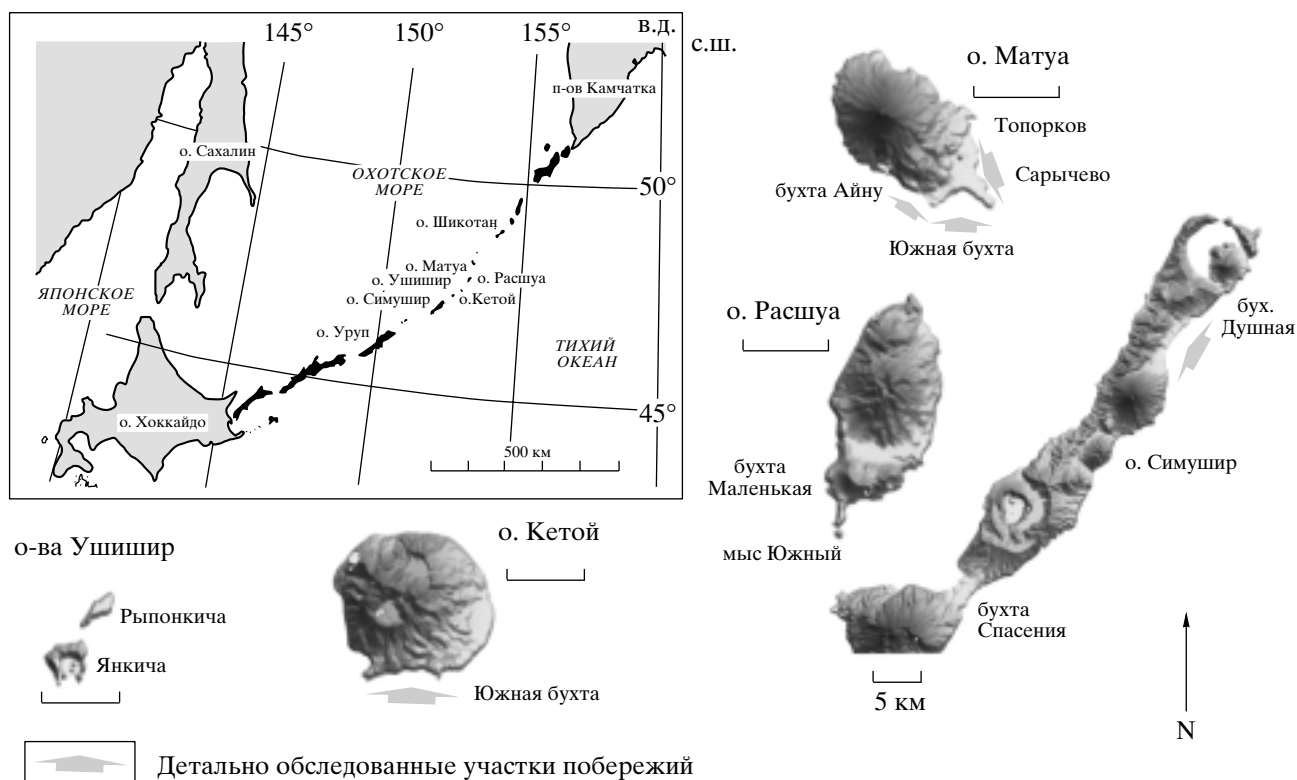 145°
150°
155°
в.д.
с.ш.
п-ов Камчатка
о. Сахалин
ОХОТСКОЕ
МОРЕ
50°
о. Шикотан
о. Матуа
о. Ушишир
о. Расшуа
о. Симушир
о.Кетой
ЯПОНСКОЕ
МОРЕ
о. Уруп
ТИХИЙ
ОКЕАН
45°
о. Хоккайдо
500 км
о. Матуа
Топорков
Сарычево
бухта Айну
Южная бухта
о. Расшуа
бухта
Маленькая
мыс Южный
бух.
Душная
о. Симушир
бухта
Спасения
5 км
N
о-ва Ушишир
Рыпонкича
Янкича
о. Кетой
Южная бухта
Детально обследованные участки побережий